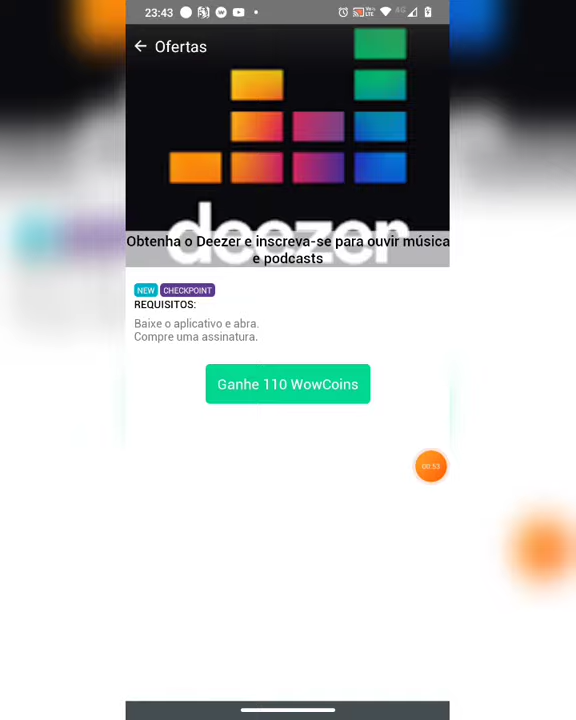 23:43
Ofertas
deezer
Obtenha o Deezer e inscreva-se para ouvir música
e podcasts
NEW CHECKPOINT
REQUISITOS:
Baixe o aplicativo e abra.
Compre uma assinatura.
Ganhe 110 WowCoins
00:53